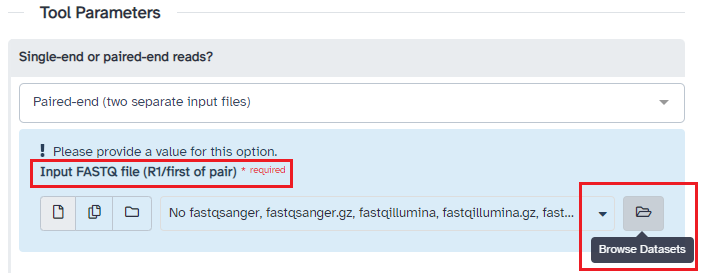 Tool Parameters
Single-end or paired-end reads?
Paired-end (two separate input files)
! Please provide a value for this option.
Input FASTQ file (R1/first of pair) * required
No fastqsanger, fastqsanger.gz, fastqillumina, fastqillumina.gz, fast...
Browse Datasets